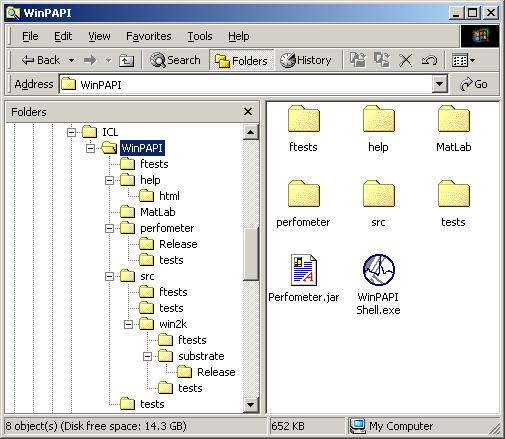 WinPAPI
File Edit View Favorites Tools Help
Back Search Folders History
Address WinPAPI Go
Folders
ICL
WinPAPI
ftests
help
html
MatLab
perfometer
Release
tests
src
ftests
tests
win2k
ftests
substrate
Release
tests
tests
ftests help MatLab
perfometer src tests
Perfometer.jar WinPAPI
Shell.exe
8 object(s) (Disk free space: 14.3 GB) 652 KB My Computer